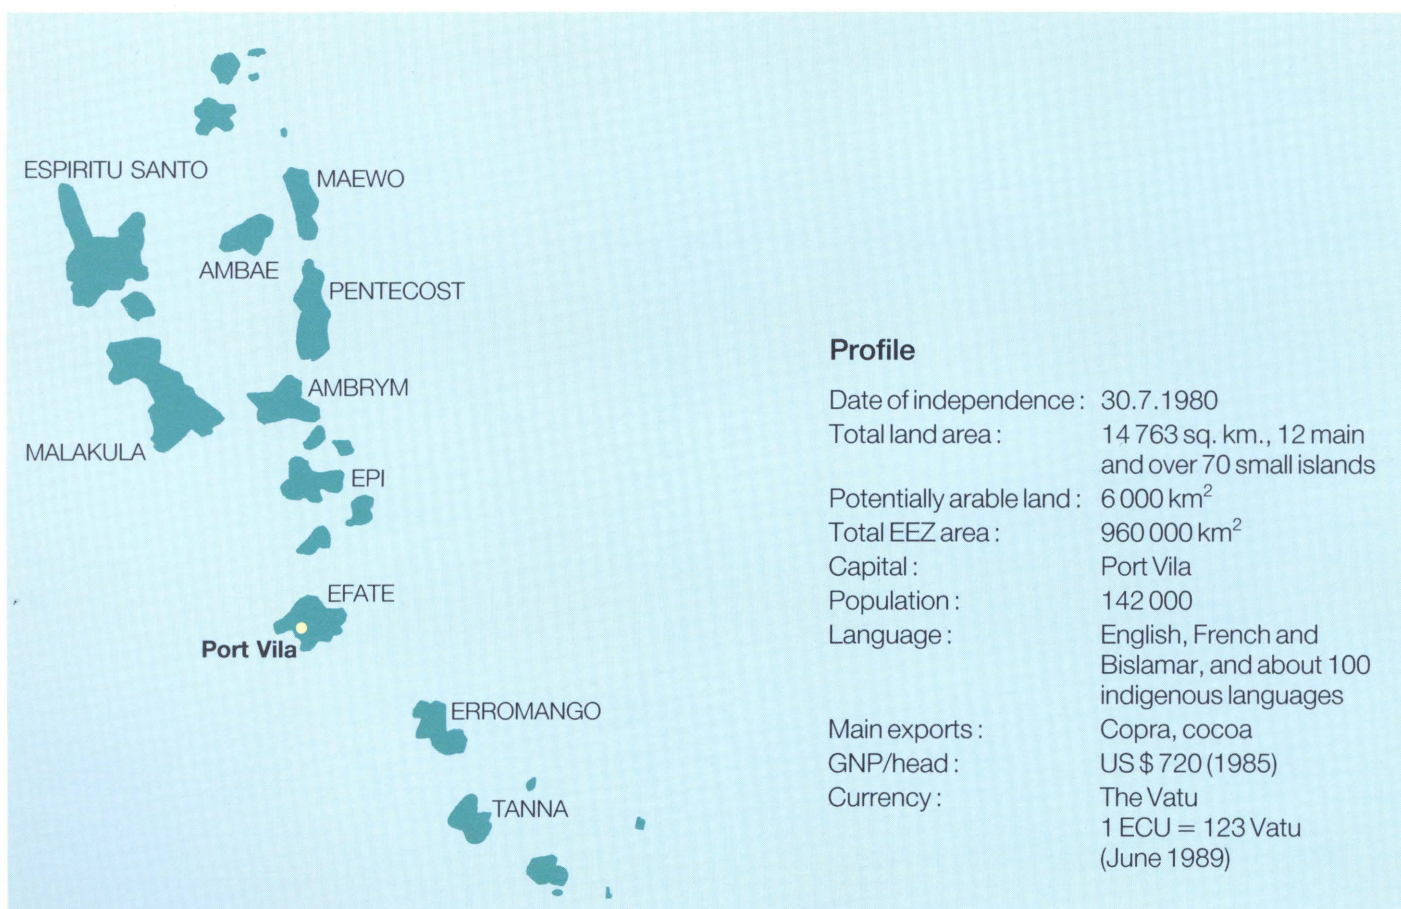 ESPIRITU SANTO
MAEWO
AMBAE
PENTECOST
AMBRYM
MALAKULA
EPI
EFATE
Port Vila
ERROMANGO
TANNA
Profile
Date of independence : 30.7.1980
Total land area : 14 763 sq. km., 12 main
and over 70 small islands
Potentially arable land : 6 000 km²
Total EEZ area : 960 000 km²
Capital : Port Vila
Population : 142 000
Language : English, French and
Bislamar, and about 100
indigenous languages
Main exports : Copra, cocoa
GNP/head : US $ 720 (1985)
Currency : The Vatu
1 ECU = 123 Vatu
(June 1989)